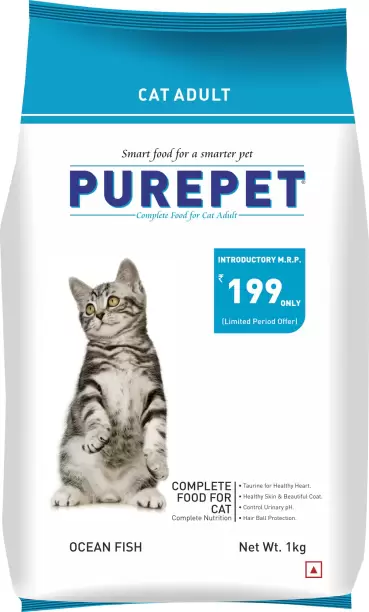 CAT ADULT
Smart food for a smarter pet
PUREPET®
Complete Food for Cat Adult
INTRODUCTORY M.R.P.
₹ 199 ONLY
(Limited Period Offer)
COMPLETE
FOOD FOR
CAT
Complete Nutrition
• Taurine for Healthy Heart.
• Healthy Skin & Beautiful Coat.
• Control Urinary pH.
• Hair Ball Protection.
OCEAN FISH
Net Wt. 1kg